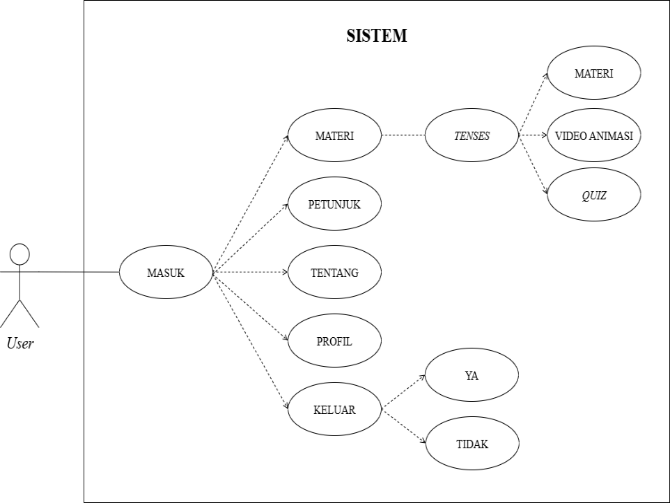 SISTEM
MATERI
MATERI
TENSES
VIDEO ANIMASI
QUIZ
PETUNJUK
MASUK
TENTANG
User
PROFIL
YA
KELUAR
TIDAK